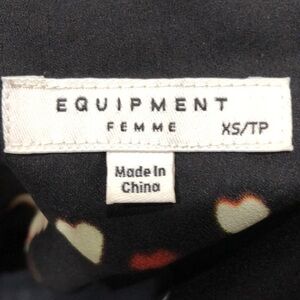 EQUIPMENT
FEMME XS/TP
Made In
China